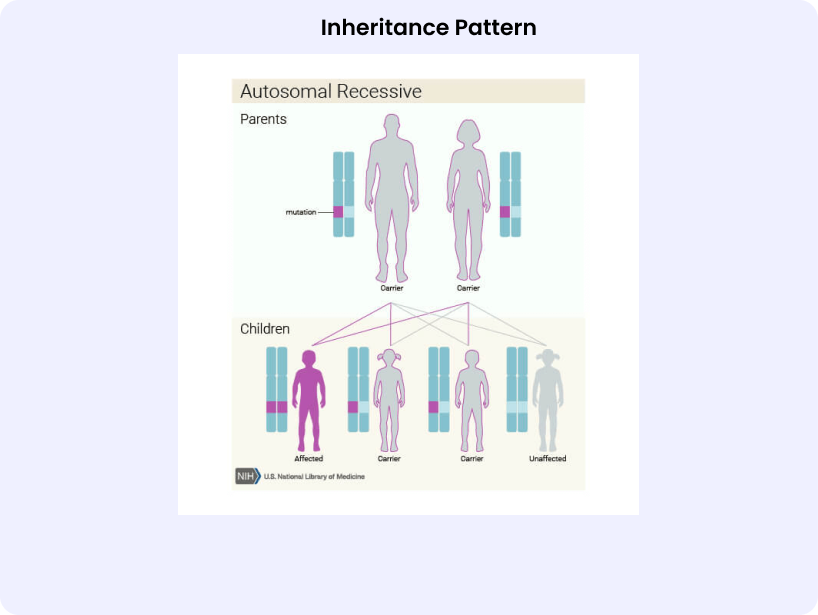 Inheritance Pattern
Autosomal Recessive
Parents
mutation
Carrier Carrier
Children
Affected Carrier Carrier Unaffected
NIH U.S. National Library of Medicine